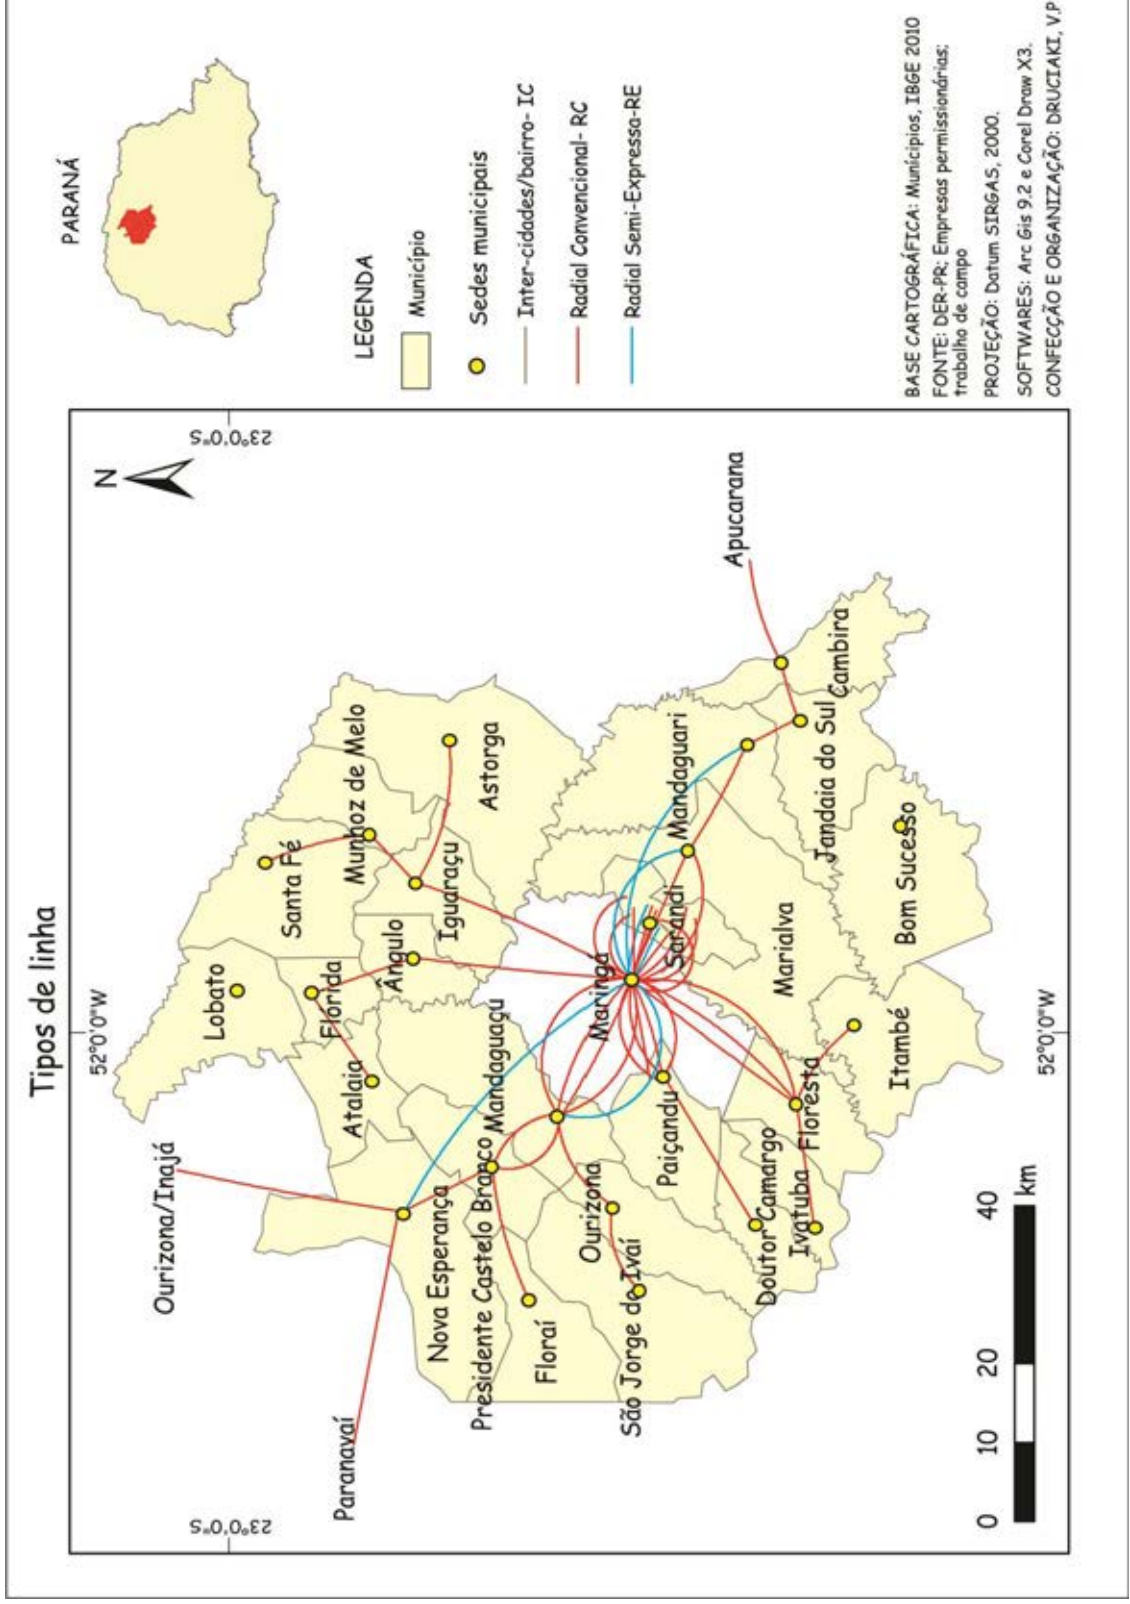 Tipos de linha
52°0'0"W
23°0'0"S
23°0'0"S
N
Ourizona/Inajá
Paranavaí
Lobato
Santa Fé
Flórida
Munhoz de Melo
Ângulo
Atalaia
Iguaraçu
Astorga
Nova Esperança
Presidente Castelo Branco
Mandaguaçu
Floraí
Ourizona
São Jorge do Ivaí
Maringá
Sarandi
Paiçandu
Mandaguari
Marialva
Apucarana
Cambira
Jandaia do Sul
Bom Sucesso
Doutor Camargo
Ivatuba
Floresta
Itambé
0 10 20 40
km
52°0'0"W
PARANÁ
LEGENDA
Município
Sedes municipais
Inter-cidades/bairro- IC
Radial Convencional- RC
Radial Semi-Expressa-RE
BASE CARTOGRÁFICA: Municípios, IBGE 2010
FONTE: DER-PR; Empresas permissionárias;
trabalho de campo
PROJEÇÃO: Datum SIRGAS, 2000.
SOFTWARES: Arc Gis 9.2 e Corel Draw X3.
CONFECÇÃO E ORGANIZAÇÃO: DRUCIAKI, V.P